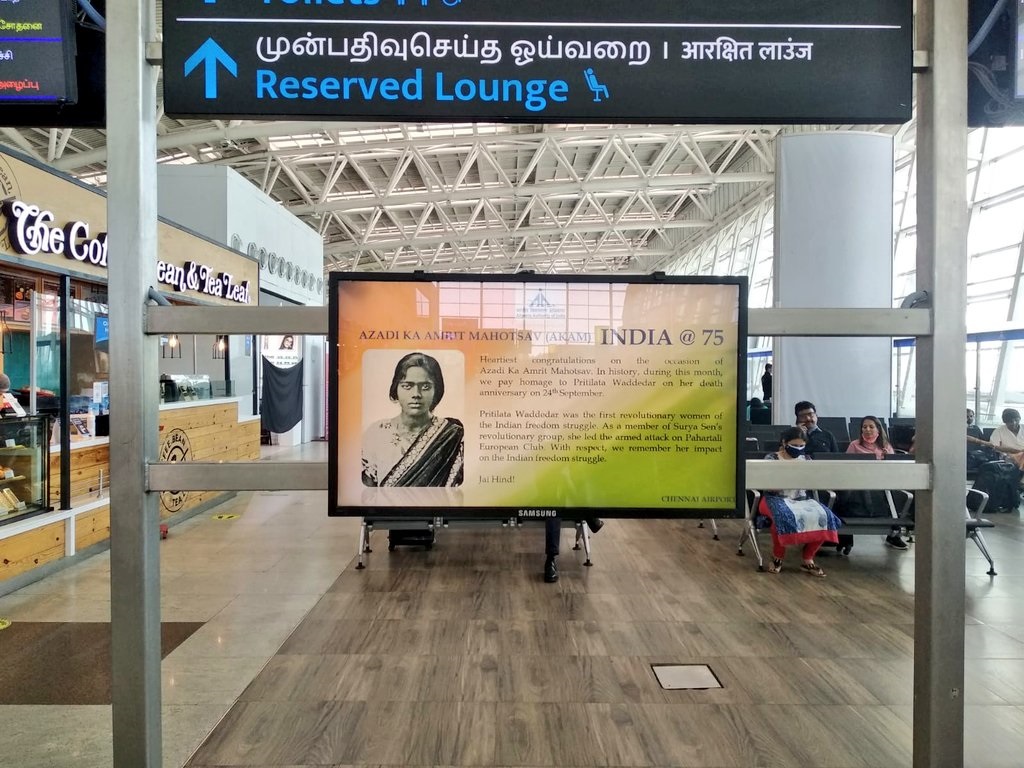 Toilets
சோதனை
முன்பதிவுசெய்த ஓய்வறை | आरक्षित लाउंज
Reserved Lounge
The Cof Bean & Tea Leaf
AZADI KA AMRIT MAHOTSAV (AKAM) INDIA @ 75
Heartiest congratulations on the occasion of
Azadi Ka Amrit Mahotsav. In history, during this month,
we pay homage to Pritilata Waddedar on her death
anniversary on 24th September.
Pritilata Waddedar was the first revolutionary women of
the Indian freedom struggle. As a member of Surya Sen's
revolutionary group, she led the armed attack on Pahartali
European Club. With respect, we remember her impact
on the Indian freedom struggle.
Jai Hind!
CHENNAI AIRPORT
SAMSUNG